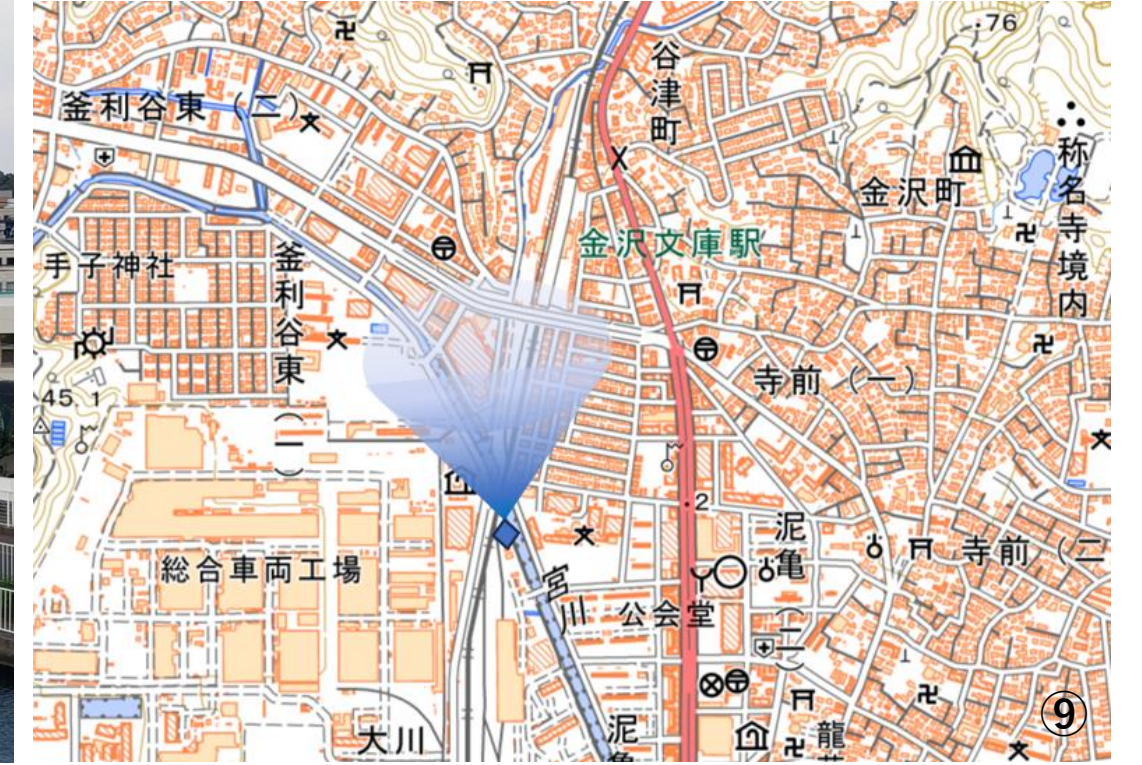 ・76
谷津町
釜利谷東(二)
称名寺境内
金沢町
金沢文庫駅
手子神社
釜利谷東(一)
寺前(一)
45.1
・2
泥亀(二)
寺前(二
総合車両工場
宮川
公会堂
大川
泥亀
龍
⑨